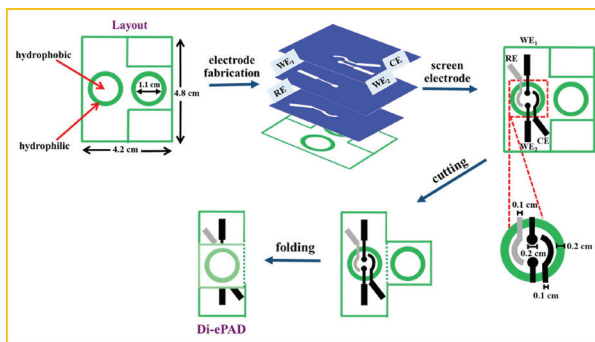 Layout
hydrophobic
hydrophilic
1.1 cm
4.8 cm
4.2 cm
electrode
fabrication
WE₁
CE
RE
WE₂
screen
electrode
WE₁
RE
WE₂
CE
cutting
0.1 cm
0.2 cm
0.2 cm
0.1 cm
folding
Di-ePAD